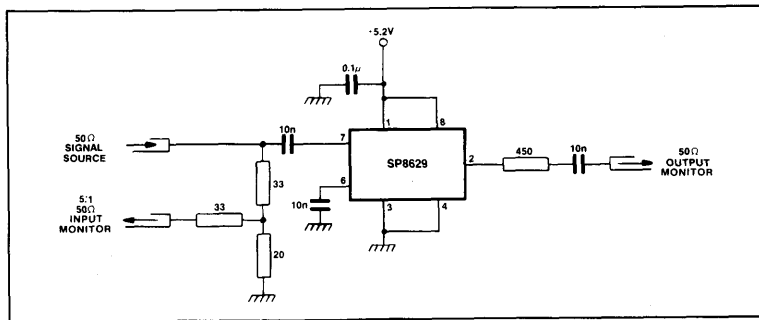 -5.2V
0.1μ
50Ω
SIGNAL
SOURCE
10n
7
1
8
SP8629
2
450
10n
50Ω
OUTPUT
MONITOR
33
6
10n
3
4
5:1
50Ω
INPUT
MONITOR
33
20